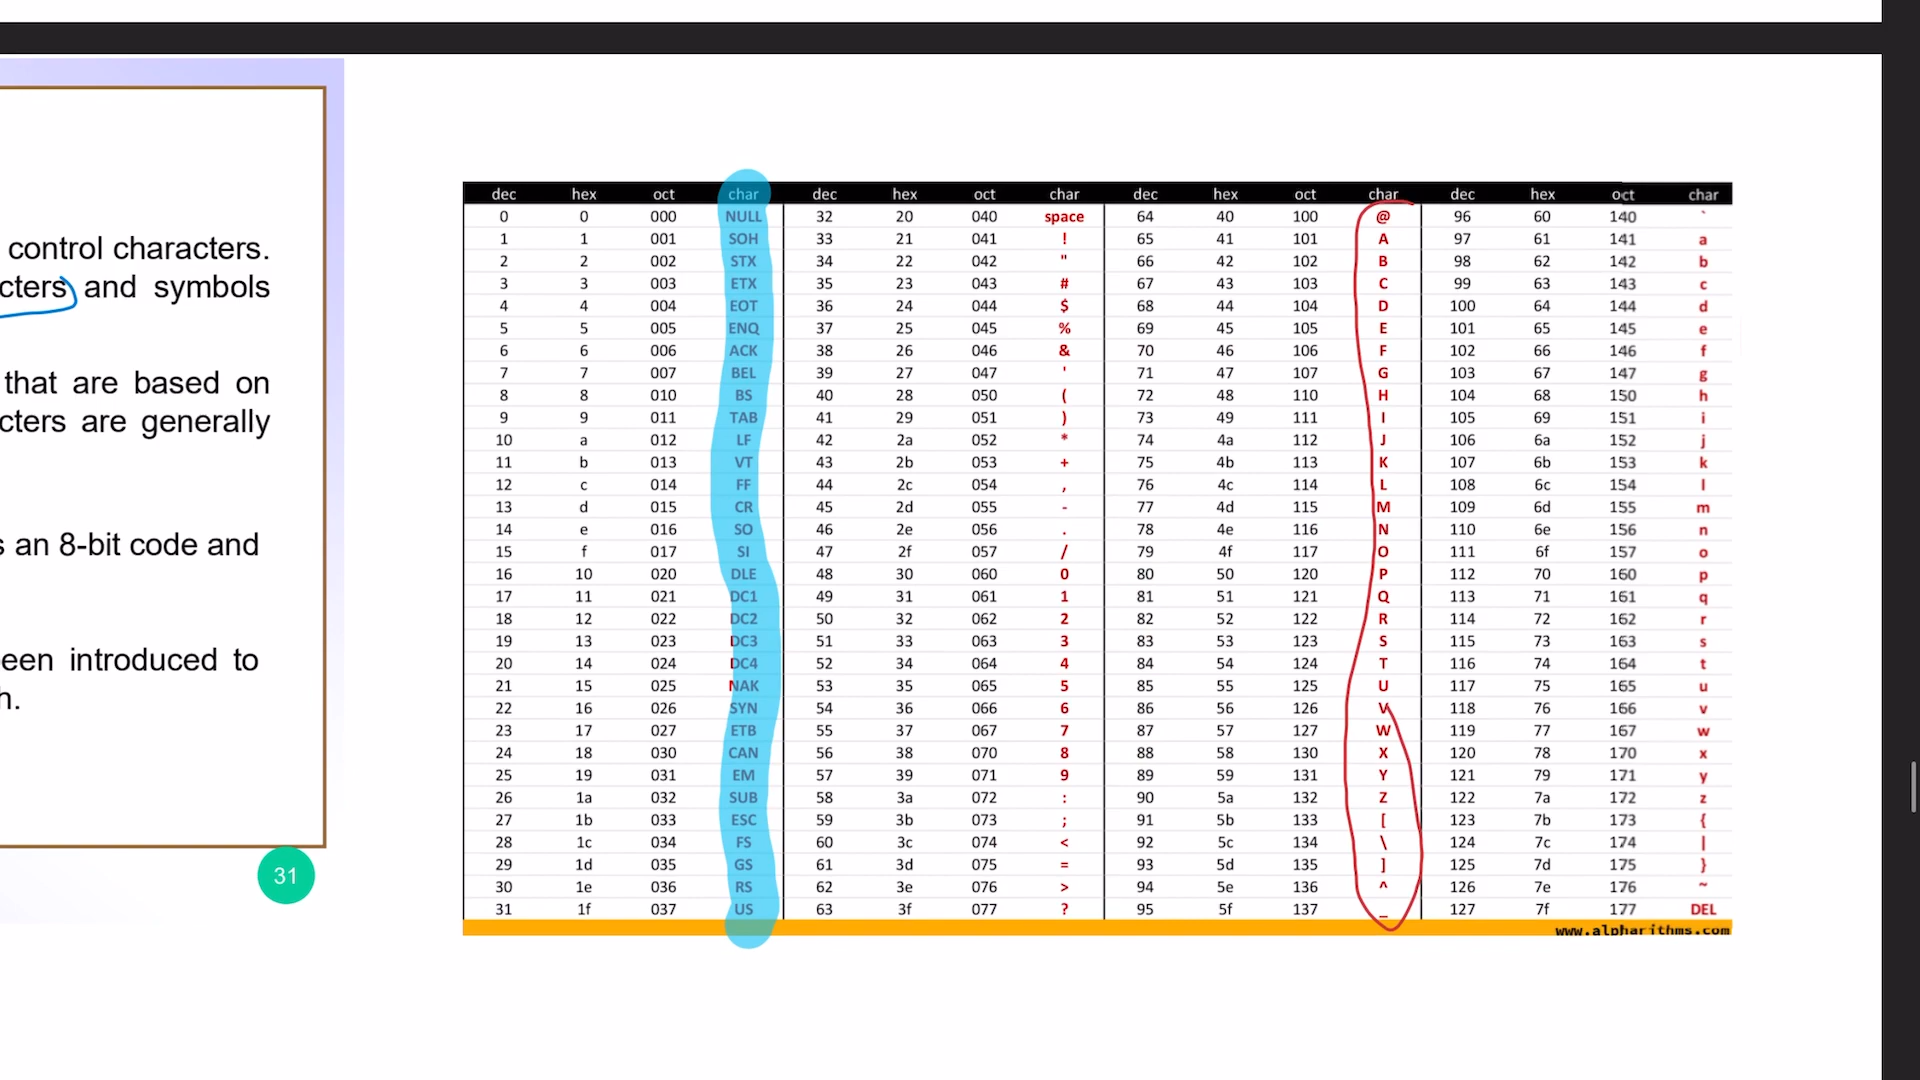 control characters.
cters and symbols
that are based on
cters are generally
s an 8-bit code and
een introduced to
h.
31
dec hex oct char dec hex oct char dec hex oct char dec hex oct char
0 0 000 NULL 32 20 040 space 64 40 100 @ 96 60 140 `
1 1 001 SOH 33 21 041 ! 65 41 101 A 97 61 141 a
2 2 002 STX 34 22 042 " 66 42 102 B 98 62 142 b
3 3 003 ETX 35 23 043 # 67 43 103 C 99 63 143 c
4 4 004 EOT 36 24 044 $ 68 44 104 D 100 64 144 d
5 5 005 ENQ 37 25 045 % 69 45 105 E 101 65 145 e
6 6 006 ACK 38 26 046 & 70 46 106 F 102 66 146 f
7 7 007 BEL 39 27 047 ' 71 47 107 G 103 67 147 g
8 8 010 BS 40 28 050 ( 72 48 110 H 104 68 150 h
9 9 011 TAB 41 29 051 ) 73 49 111 I 105 69 151 i
10 a 012 LF 42 2a 052 * 74 4a 112 J 106 6a 152 j
11 b 013 VT 43 2b 053 + 75 4b 113 K 107 6b 153 k
12 c 014 FF 44 2c 054 , 76 4c 114 L 108 6c 154 l
13 d 015 CR 45 2d 055 - 77 4d 115 M 109 6d 155 m
14 e 016 SO 46 2e 056 . 78 4e 116 N 110 6e 156 n
15 f 017 SI 47 2f 057 / 79 4f 117 O 111 6f 157 o
16 10 020 DLE 48 30 060 0 80 50 120 P 112 70 160 p
17 11 021 DC1 49 31 061 1 81 51 121 Q 113 71 161 q
18 12 022 DC2 50 32 062 2 82 52 122 R 114 72 162 r
19 13 023 DC3 51 33 063 3 83 53 123 S 115 73 163 s
20 14 024 DC4 52 34 064 4 84 54 124 T 116 74 164 t
21 15 025 NAK 53 35 065 5 85 55 125 U 117 75 165 u
22 16 026 SYN 54 36 066 6 86 56 126 V 118 76 166 v
23 17 027 ETB 55 37 067 7 87 57 127 W 119 77 167 w
24 18 030 CAN 56 38 070 8 88 58 130 X 120 78 170 x
25 19 031 EM 57 39 071 9 89 59 131 Y 121 79 171 y
26 1a 032 SUB 58 3a 072 : 90 5a 132 Z 122 7a 172 z
27 1b 033 ESC 59 3b 073 ; 91 5b 133 [ 123 7b 173 {
28 1c 034 FS 60 3c 074 < 92 5c 134 \ 124 7c 174 |
29 1d 035 GS 61 3d 075 = 93 5d 135 ] 125 7d 175 }
30 1e 036 RS 62 3e 076 > 94 5e 136 ^ 126 7e 176 ~
31 1f 037 US 63 3f 077 ? 95 5f 137 _ 127 7f 177 DEL
www.alpharithms.com